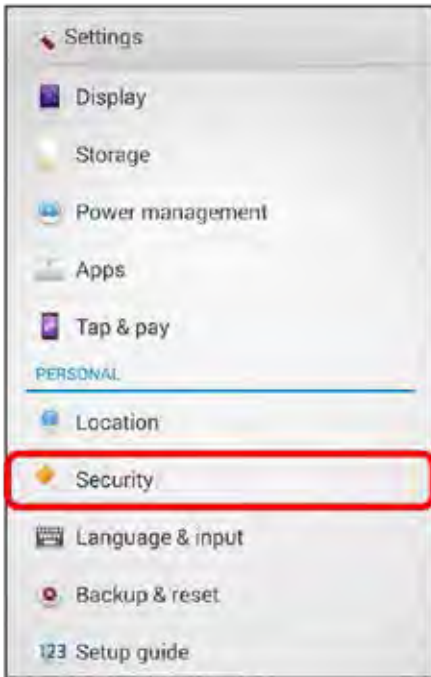 Settings
Display
Storage
Power management
Apps
Tap & pay
PERSONAL
Location
Security
Language & input
Backup & reset
123 Setup guide